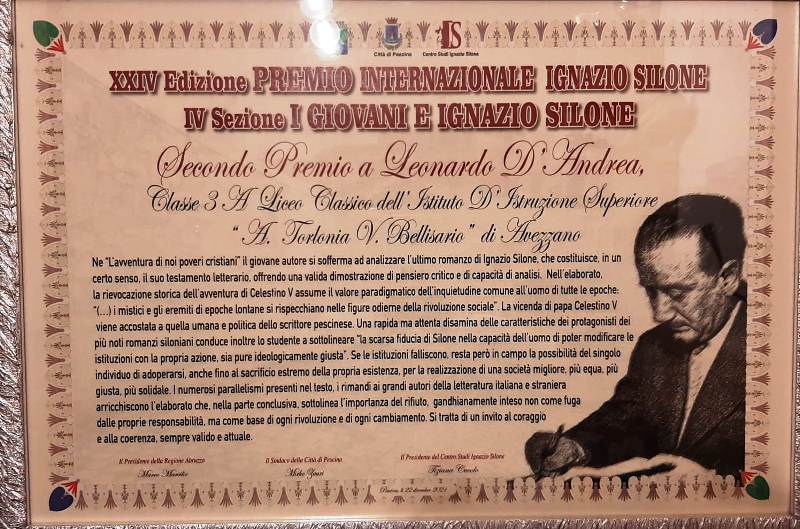 Città di Pescina
Centro Studi Ignazio Silone
XXIV Edizione PREMIO INTERNAZIONALE IGNAZIO SILONE
IV Sezione I GIOVANI E IGNAZIO SILONE
Secondo Premio a Leonardo D'Andrea,
Classe 3 A Liceo Classico dell'Istituto D'Istruzione Superiore
“A. Torlonia V. Bellisario” di Avezzano
Ne “L'avventura di noi poveri cristiani” il giovane autore si sofferma ad analizzare l'ultimo romanzo di Ignazio Silone, che costituisce, in un
certo senso, il suo testamento letterario, offrendo una valida dimostrazione di pensiero critico e di capacità di analisi. Nell'elaborato,
la rievocazione storica dell'avventura di Celestino V assume il valore paradigmatico dell'inquietudine comune all'uomo di tutte le epoche:
“(...) i mistici e gli eremiti di epoche lontane si rispecchiano nelle figure odierne della rivoluzione sociale”. La vicenda di papa Celestino V
viene accostata a quella umana e politica dello scrittore pescinese. Una rapida ma attenta disamina delle caratteristiche dei protagonisti dei
più noti romanzi siloniani conduce inoltre lo studente a sottolineare “la scarsa fiducia di Silone nella capacità dell'uomo di poter modificare le
istituzioni con la propria azione, sia pure ideologicamente giusta”. Se le istituzioni falliscono, resta però in campo la possibilità del singolo
individuo di adoperarsi, anche fino al sacrificio estremo della propria esistenza, per la realizzazione di una società migliore, più equa, più
giusta, più solidale. I numerosi parallelismi presenti nel testo, i rimandi ai grandi autori della letteratura italiana e straniera
arricchiscono l'elaborato che, nella parte conclusiva, sottolinea l'importanza del rifiuto, gandhianamente inteso non come fuga
dalle proprie responsabilità, ma come base di ogni rivoluzione e di ogni cambiamento. Si tratta di un invito al coraggio
e alla coerenza, sempre valido e attuale.
Il Presidente della Regione Abruzzo
Il Sindaco della Città di Pescina
Il Presidente del Centro Studi Ignazio Silone
Marco Marsilio
Mirko Zauri
Tiziana
Pescina, li 22 dicembre 2021